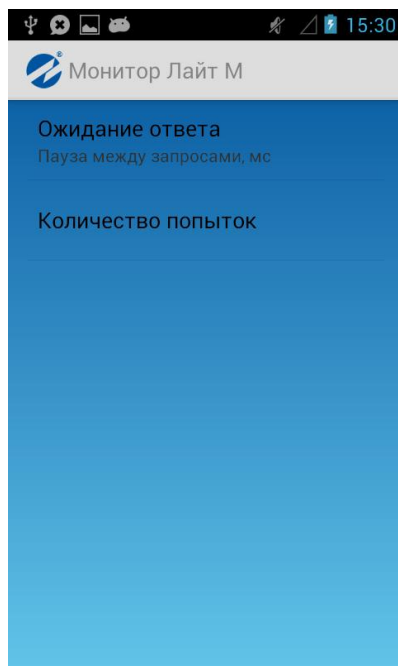 15:30
® Монитор Лайт М
Ожидание ответа
Пауза между запросами, мс
Количество попыток